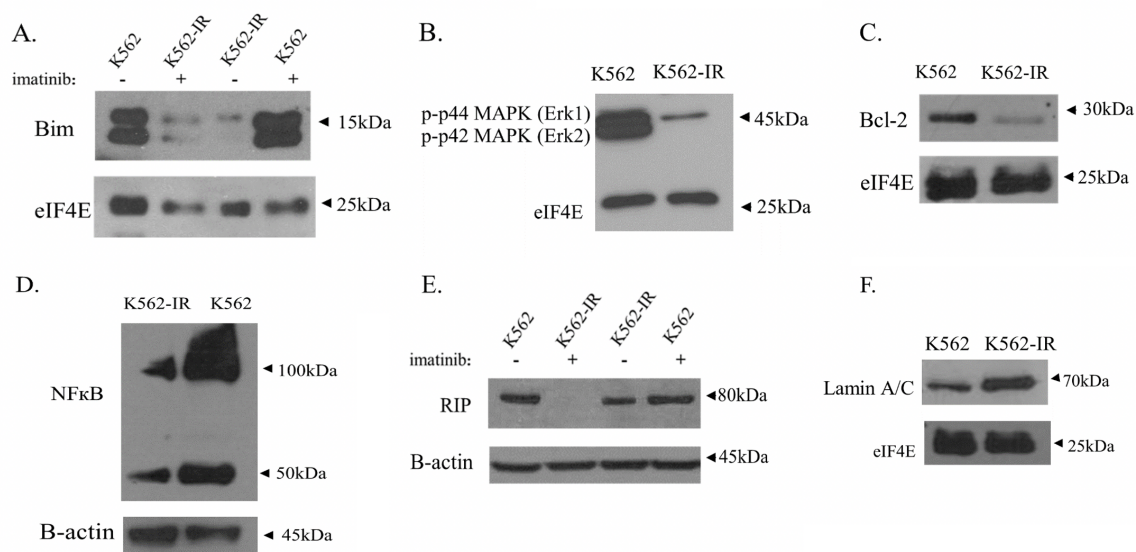 A.
K562 K562-IR K562-IR K562
imatinib: - + - +
Bim
15kDa
eIF4E
25kDa
B.
K562 K562-IR
p-p44 MAPK (Erk1)
p-p42 MAPK (Erk2)
45kDa
eIF4E
25kDa
C.
K562 K562-IR
Bcl-2
30kDa
eIF4E
25kDa
D.
K562-IR K562
NFκB
100kDa
50kDa
B-actin
45kDa
E.
K562 K562-IR K562-IR K562
imatinib: - + - +
RIP
80kDa
B-actin
45kDa
F.
K562 K562-IR
Lamin A/C
70kDa
eIF4E
25kDa